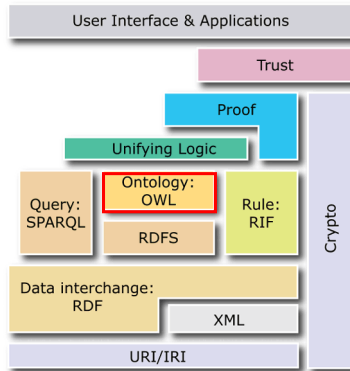 User Interface & Applications
Trust
Proof
Unifying Logic
Ontology:
OWL
Query:
SPARQL
Rule:
RIF
RDFS
Crypto
Data interchange:
RDF
XML
URI/IRI